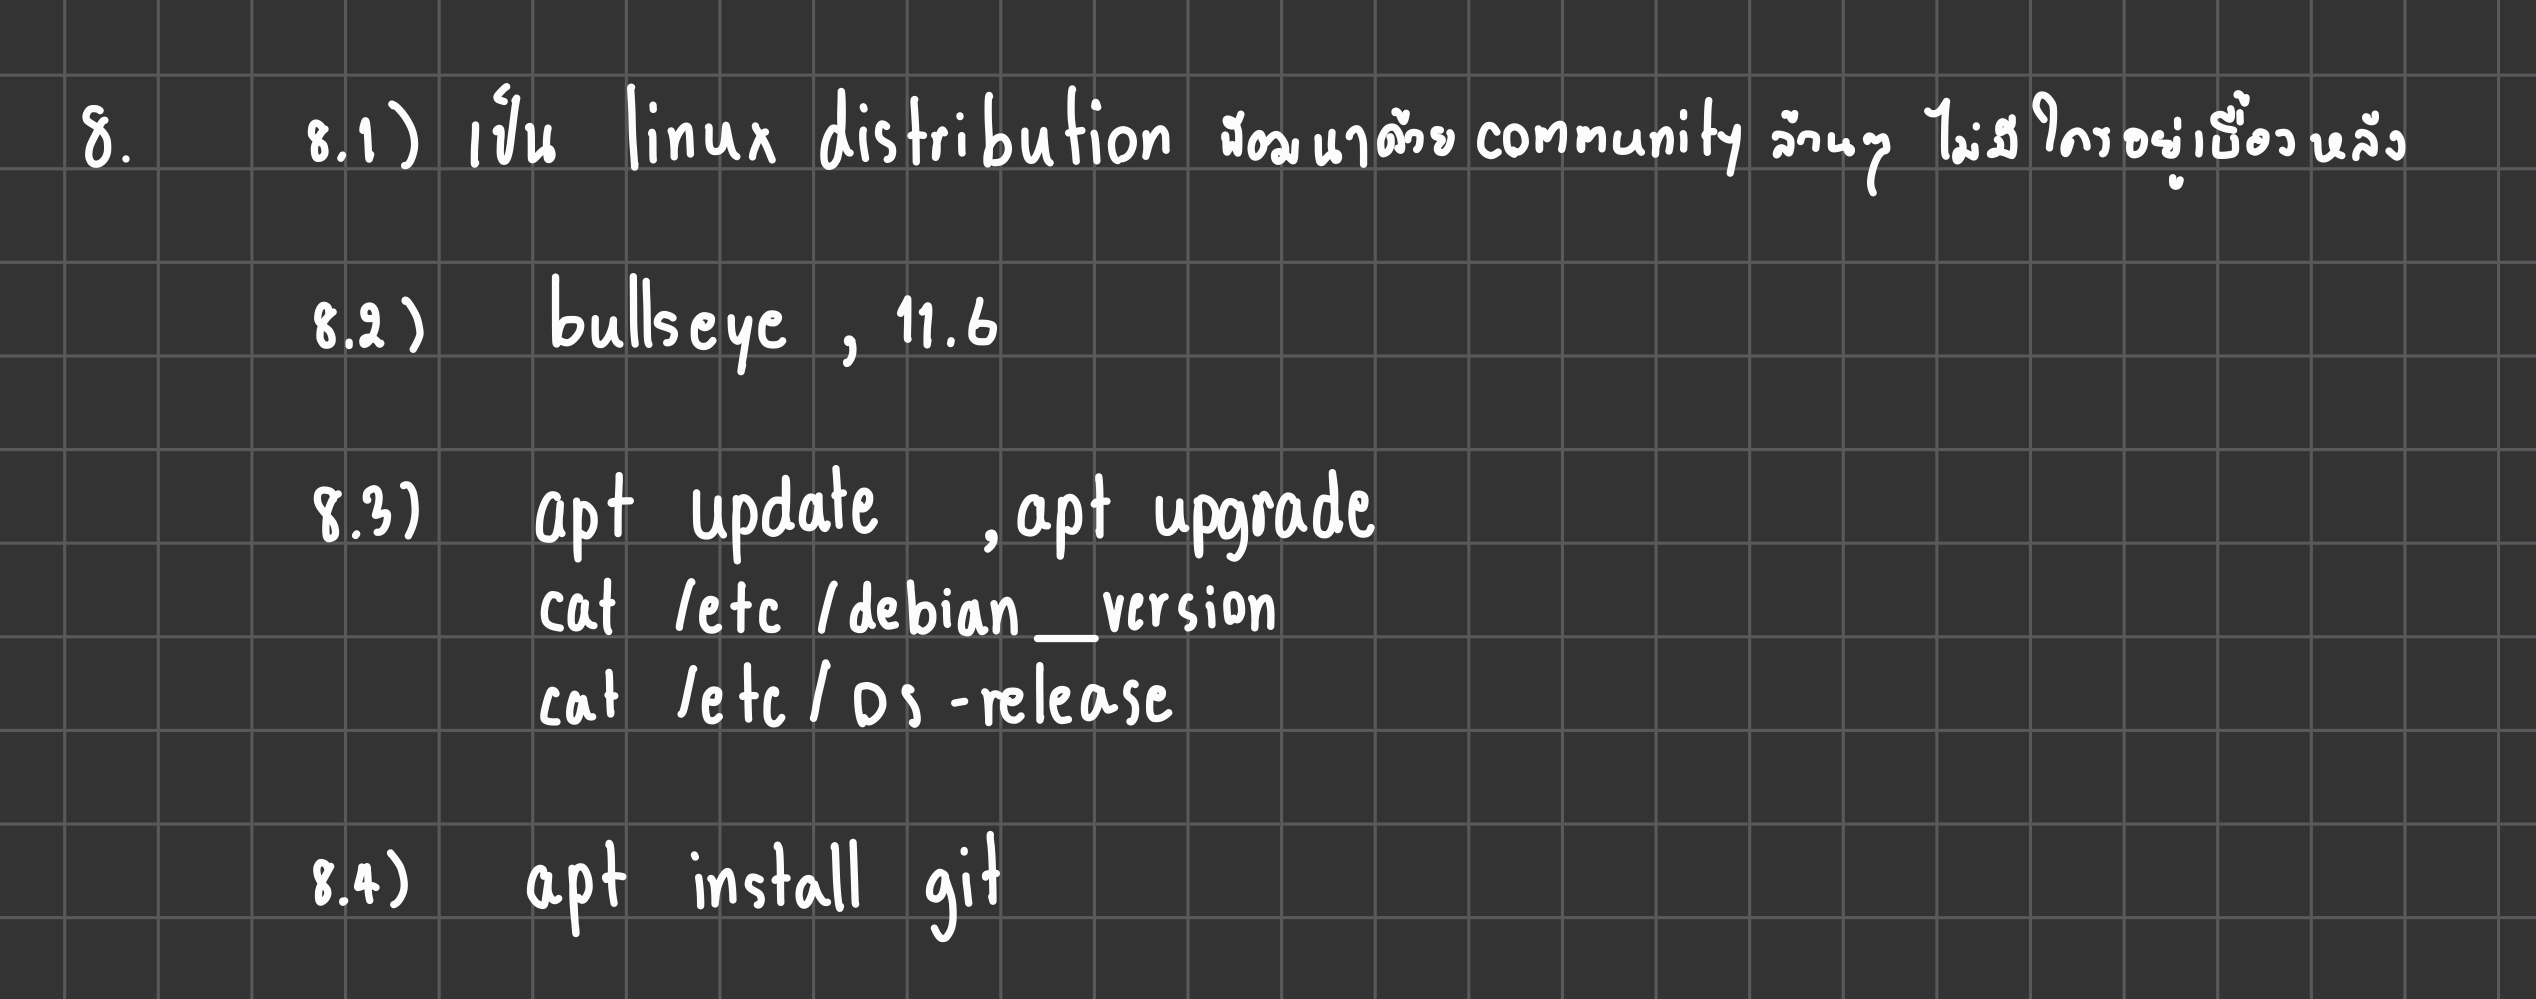 8. 8.1) เป็น linux distribution พัฒนาด้วย community ล้วนๆ ไม่มีใครอยู่เบื้องหลัง
8.2) bullseye , 11.6
8.3) apt update , apt upgrade
cat /etc /debian_version
cat /etc / OS -release
8.4) apt install git